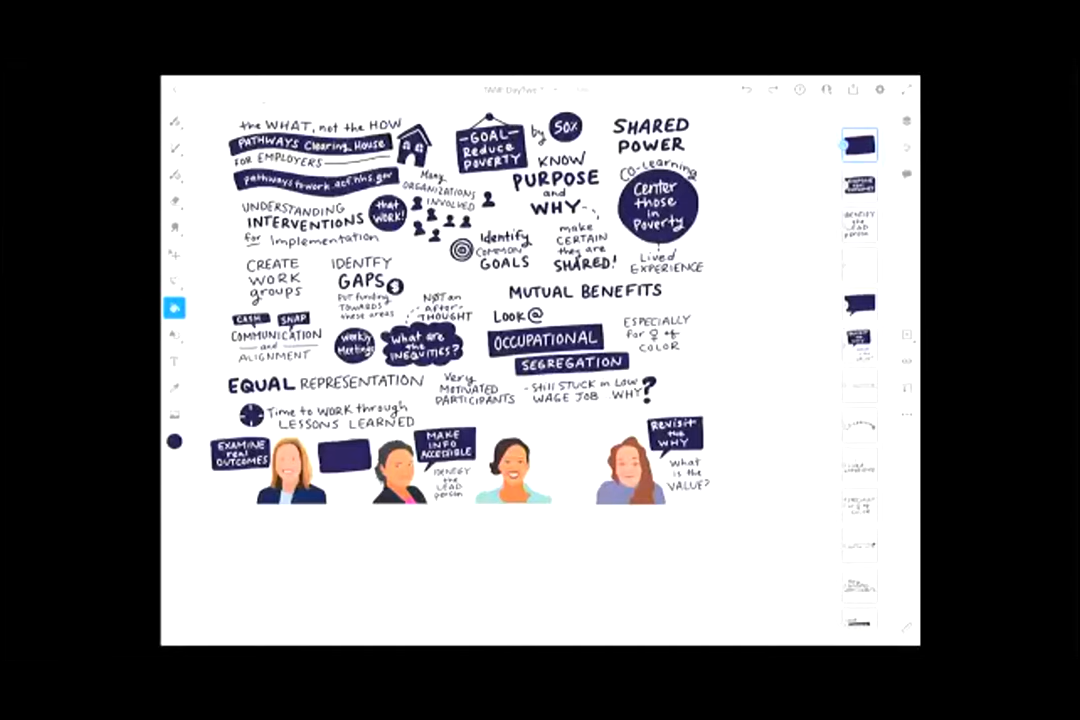 the WHAT, not the HOW
PATHWAYS Clearing House
FOR EMPLOYERS
pathwaystowork.acf.hhs.gov
UNDERSTANDING
INTERVENTIONS
for Implementation
that
WORK!
Many
ORGANIZATIONS
INVOLVED
GOAL
Reduce
POVERTY
by 50%
KNOW
PURPOSE
and
WHY
make
CERTAIN
they are
SHARED!
Identify
COMMON
GOALS
SHARED
POWER
CO-Learning
Center
those
in
Poverty
Lived
EXPERIENCE
CREATE
WORK
groups
IDENTFY
GAPS
PUT funding
TOWARDS
these areas
CASH SNAP
COMMUNICATION
and
ALIGNMENT
weekly
Meetings
NOT an
after-
THOUGHT
What are
the
INEQUITIES?
MUTUAL BENEFITS
LOOK@
OCCUPATIONAL
SEGREGATION
ESPECIALLY
for ♀ of
COLOR
EQUAL REPRESENTATION
Very
MOTIVATED
PARTICIPANTS
- Still STUCK in Low
WAGE JOB WHY?
Time to WORK through
LESSONS LEARNED
EXAMINE
real
OUTCOMES
MAKE
INFO
ACCESSIBLE
IDENTIFY
the
LEAD
person
Revisit
the
WHY
What
is the
VALUE?